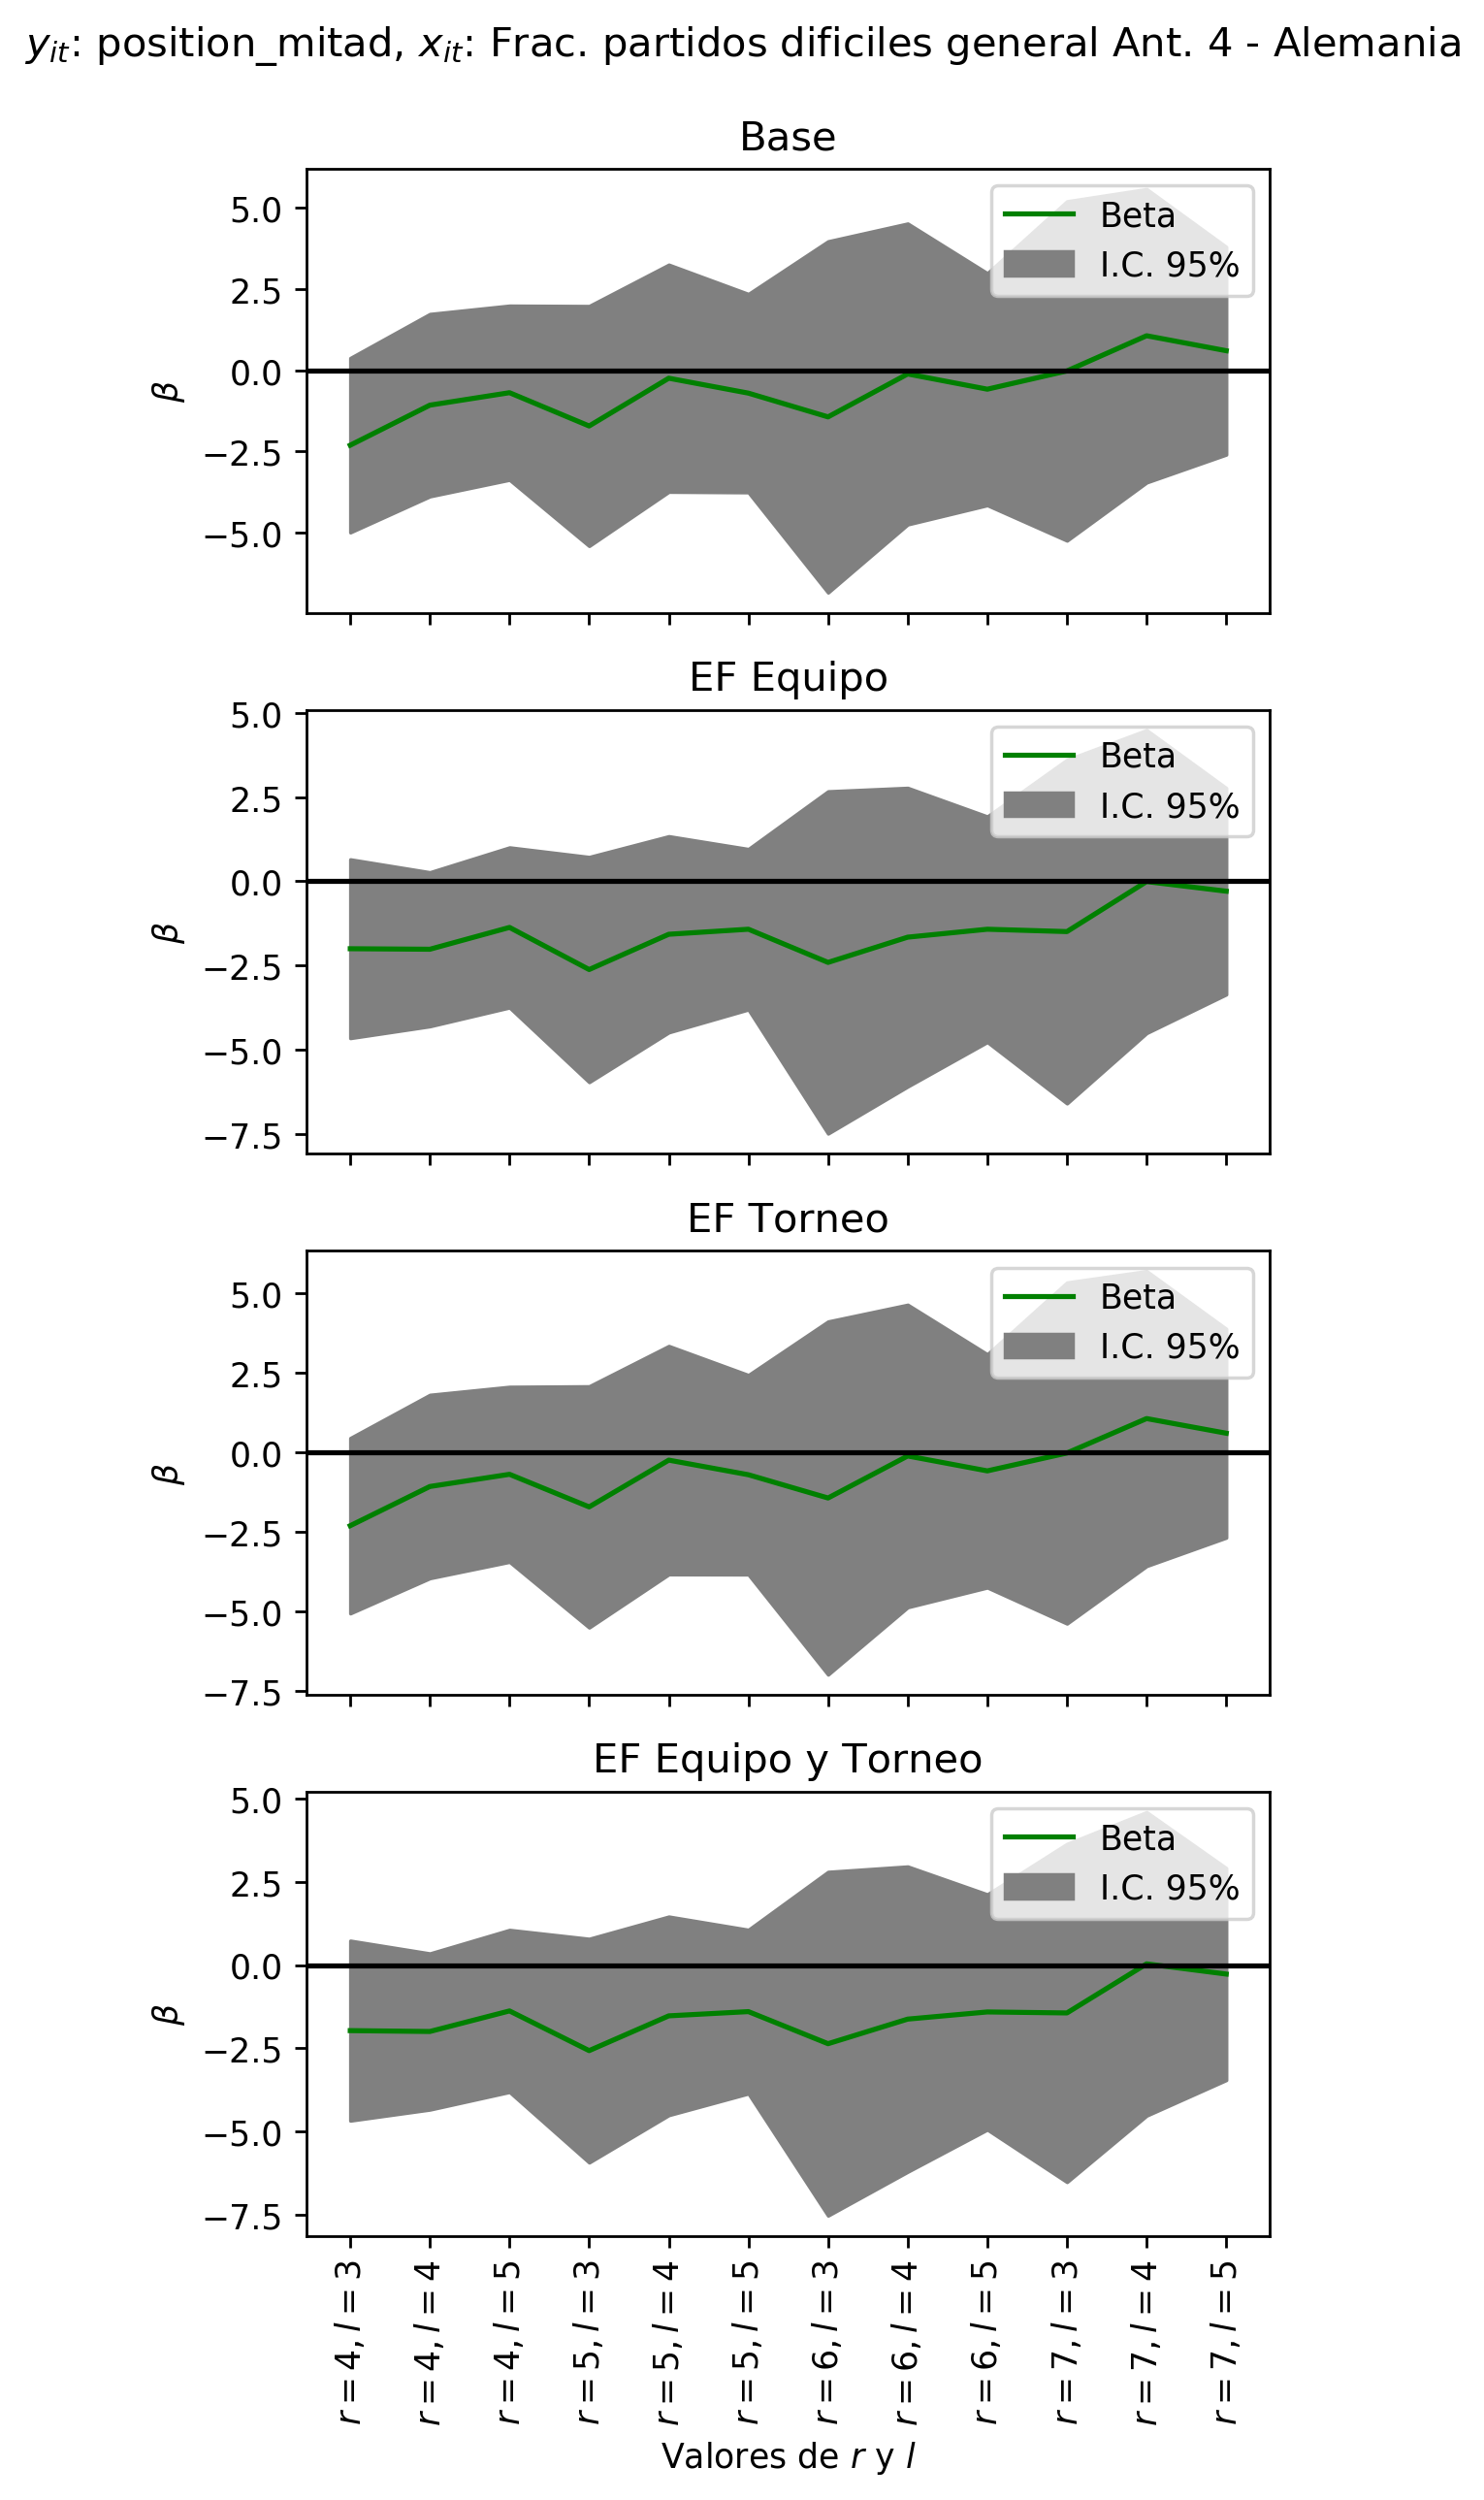 y_it: position_mitad, x_it: Frac. partidos dificiles general Ant. 4 - Alemania
Base
Beta
I.C. 95%
5.0
2.5
0.0
−2.5
−5.0
β
EF Equipo
Beta
I.C. 95%
5.0
2.5
0.0
−2.5
−5.0
−7.5
β
EF Torneo
Beta
I.C. 95%
5.0
2.5
0.0
−2.5
−5.0
−7.5
β
EF Equipo y Torneo
Beta
I.C. 95%
5.0
2.5
0.0
−2.5
−5.0
−7.5
β
r = 4, l = 3
r = 4, l = 4
r = 4, l = 5
r = 5, l = 3
r = 5, l = 4
r = 5, l = 5
r = 6, l = 3
r = 6, l = 4
r = 6, l = 5
r = 7, l = 3
r = 7, l = 4
r = 7, l = 5
Valores de r y l